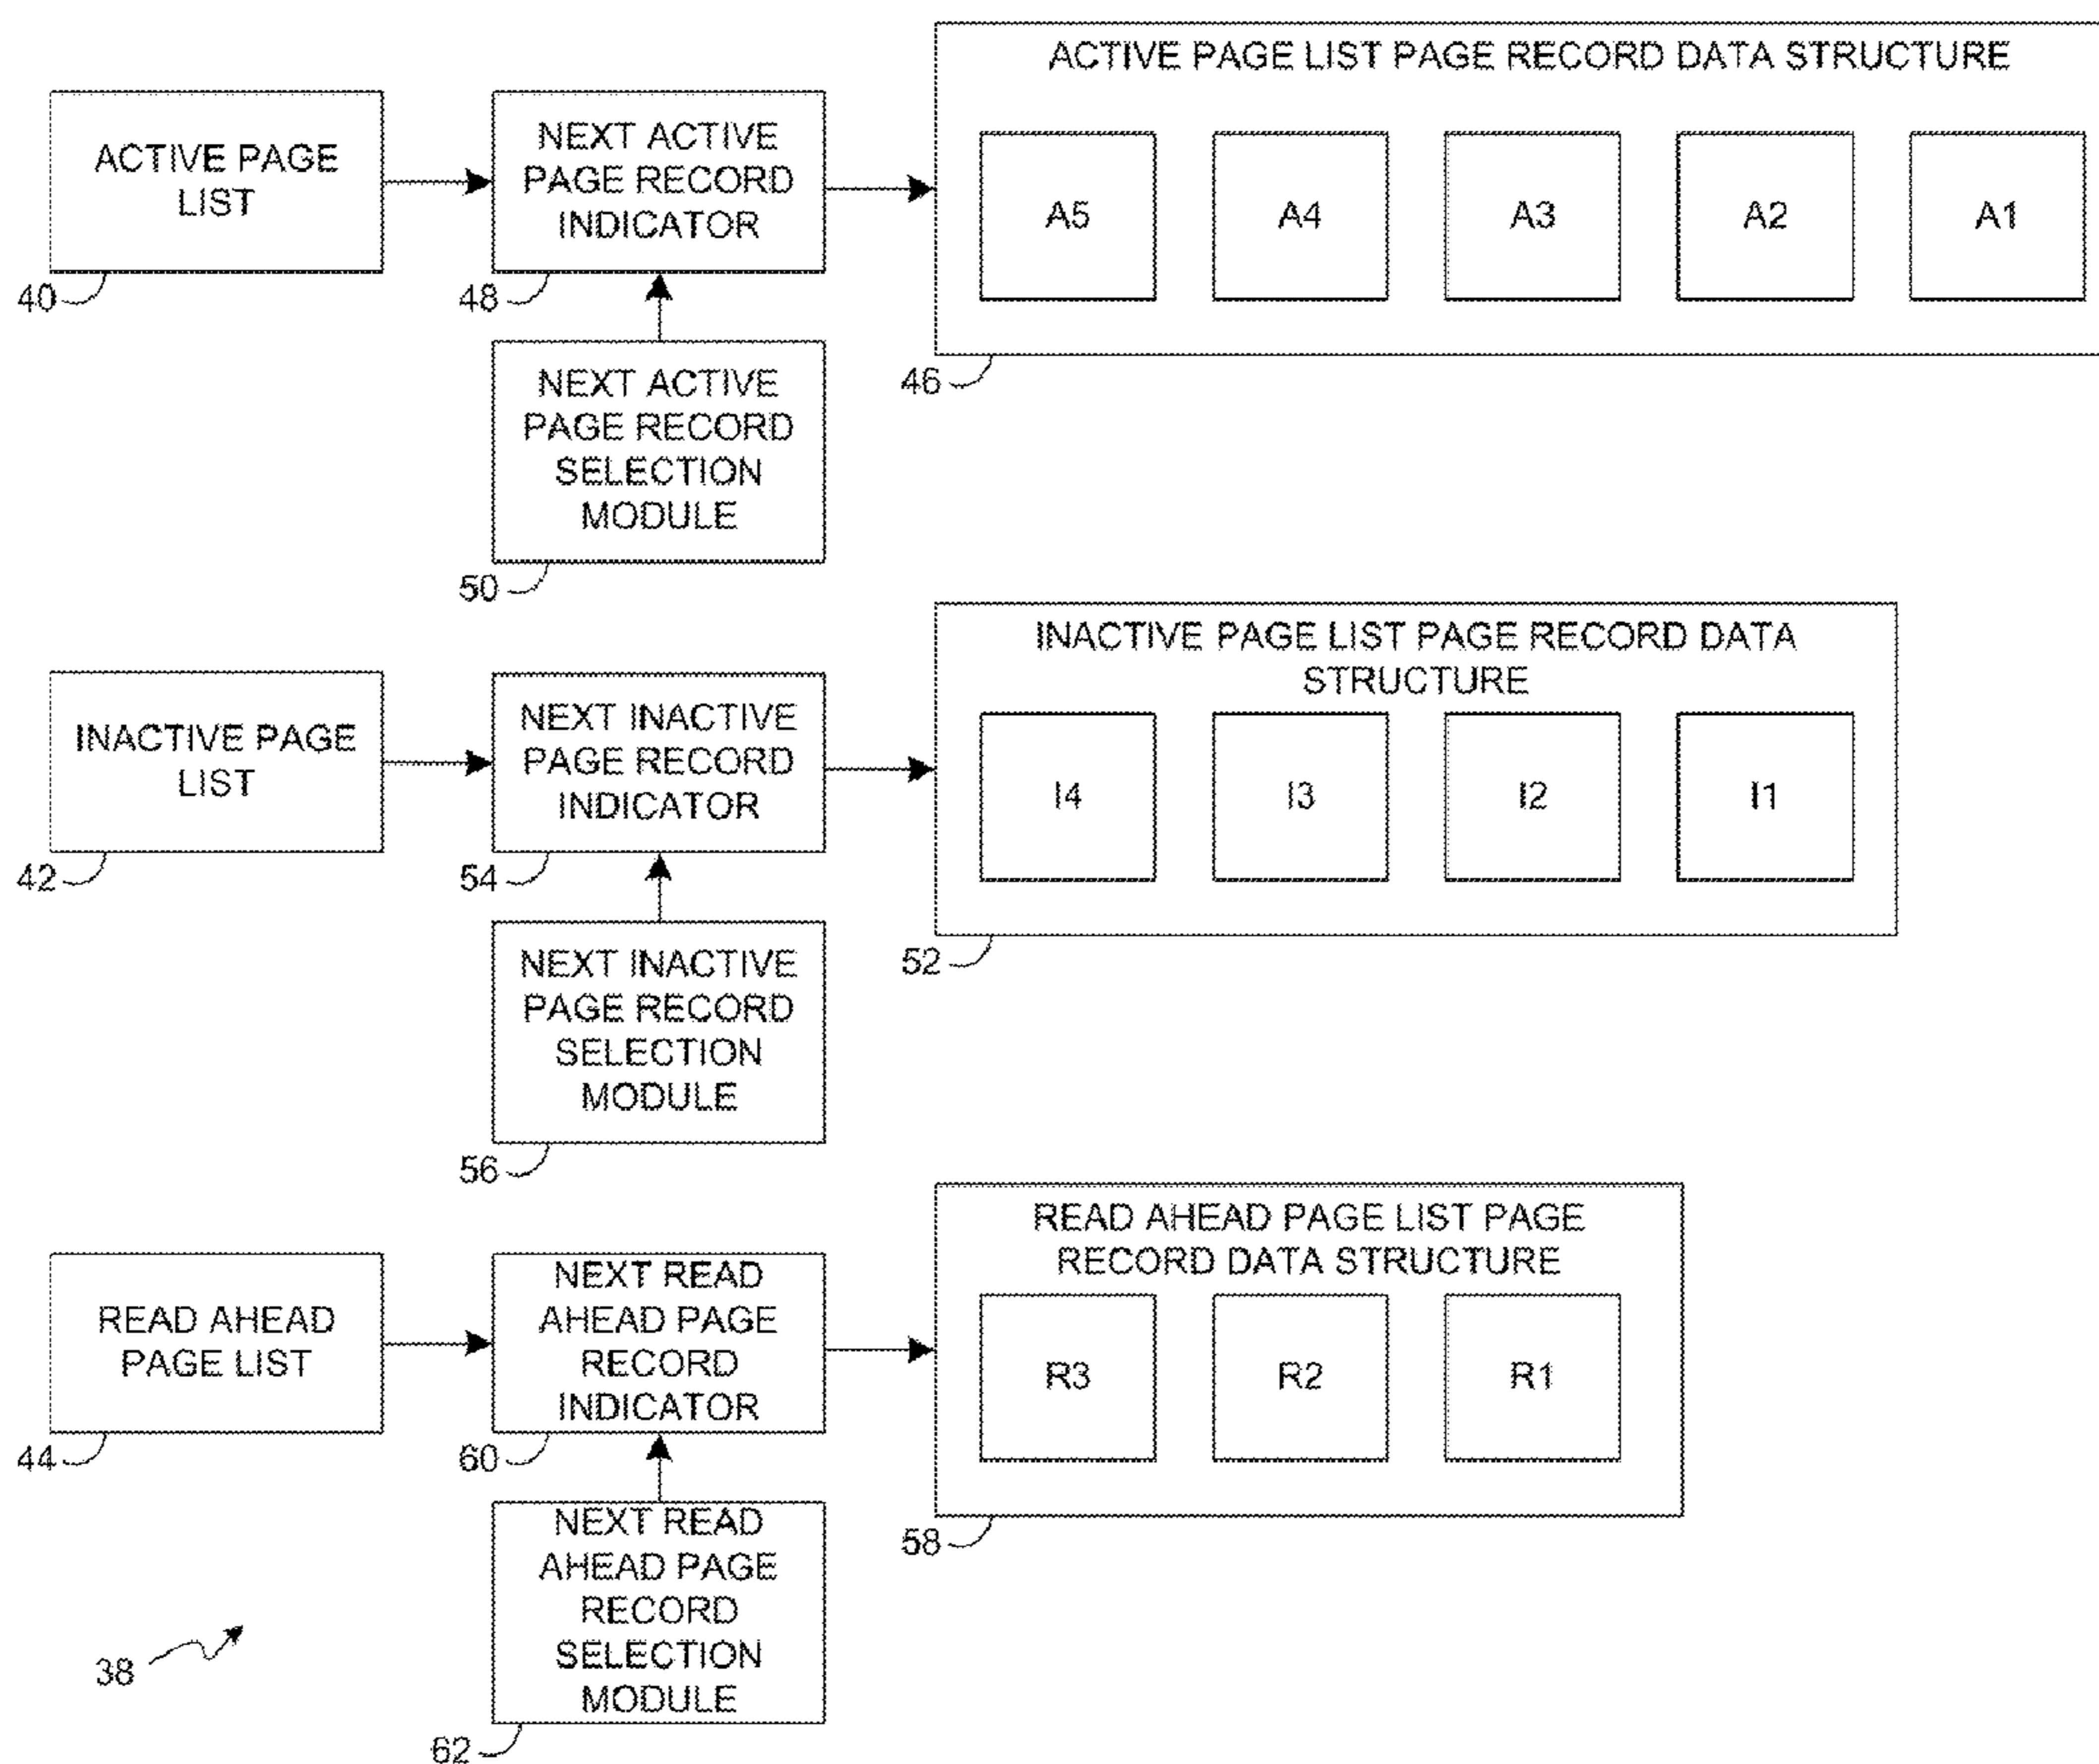 ACTIVE PAGE LIST PAGE RECORD DATA STRUCTURE
ACTIVE PAGE
LIST
40
NEXT ACTIVE
PAGE RECORD
INDICATOR
48
A5
A4
A3
A2
A1
46
NEXT ACTIVE
PAGE RECORD
SELECTION
MODULE
50
INACTIVE PAGE LIST PAGE RECORD DATA
STRUCTURE
INACTIVE PAGE
LIST
42
NEXT INACTIVE
PAGE RECORD
INDICATOR
54
I4
I3
I2
I1
52
NEXT INACTIVE
PAGE RECORD
SELECTION
MODULE
56
READ AHEAD PAGE LIST PAGE
RECORD DATA STRUCTURE
READ AHEAD
PAGE LIST
44
NEXT READ
AHEAD PAGE
RECORD
INDICATOR
60
R3
R2
R1
58
NEXT READ
AHEAD PAGE
RECORD
SELECTION
MODULE
62
38